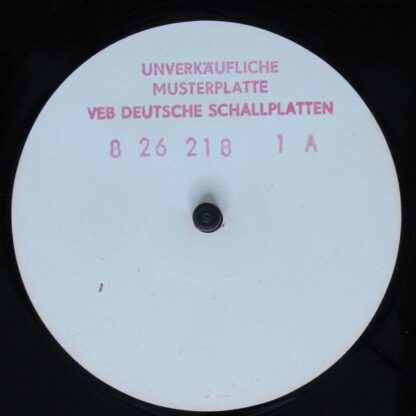 UNVERKÄUFLICHE
MUSTERPLATTE
VEB DEUTSCHE SCHALLPLATTEN
8 26 218 1 A